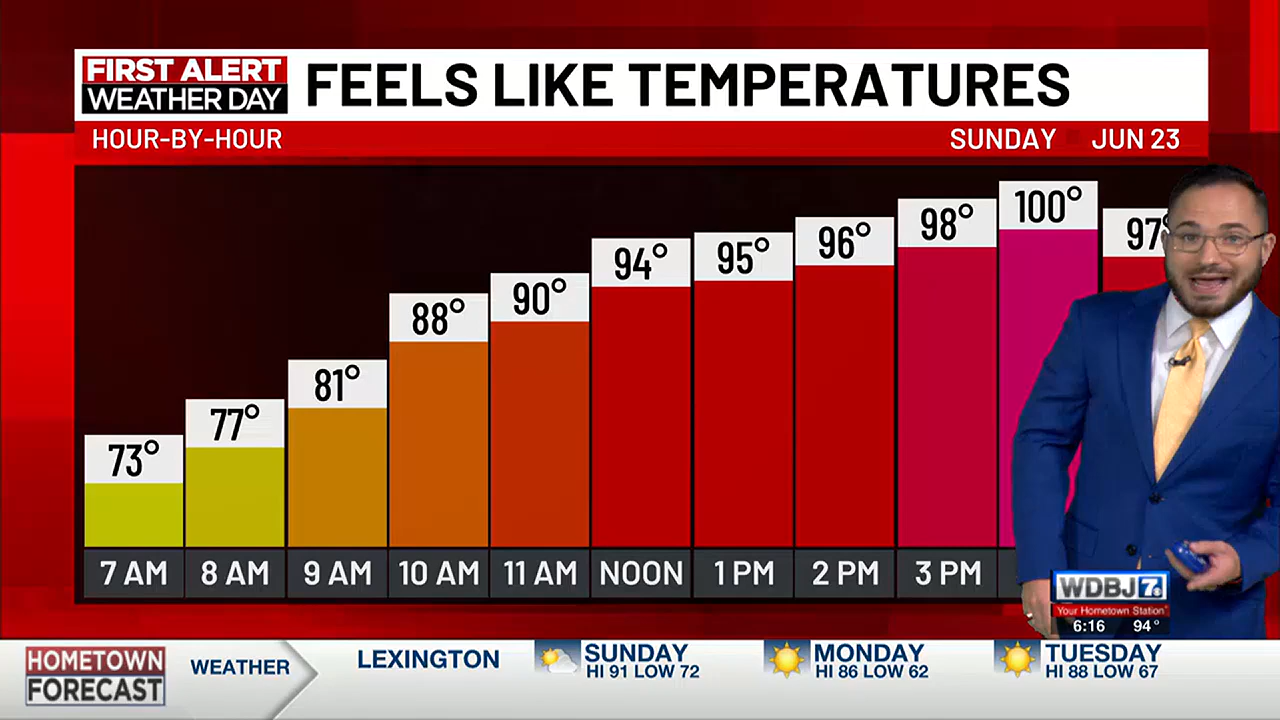 FIRST ALERT
WEATHER DAY
FEELS LIKE TEMPERATURES
HOUR-BY-HOUR
SUNDAY JUN 23
73°
77°
81°
88°
90°
94°
95°
96°
98°
100°
97°
7 AM
8 AM
9 AM
10 AM
11 AM
NOON
1 PM
2 PM
3 PM
WDBJ7
Your Hometown Station
6:16 94°
HOMETOWN
FORECAST
WEATHER
LEXINGTON
SUNDAY
HI 91 LOW 72
MONDAY
HI 86 LOW 62
TUESDAY
HI 88 LOW 67